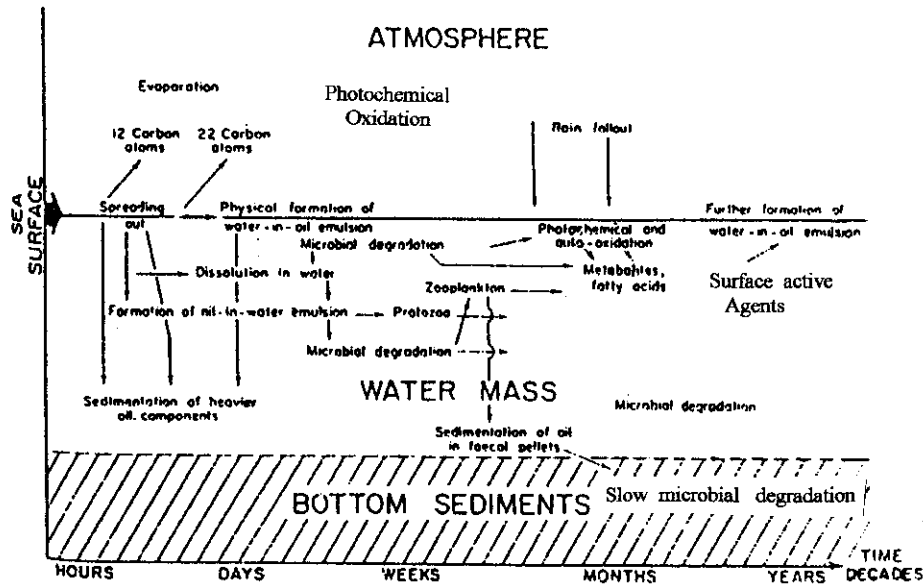 ATMOSPHERE
Evaporation
Photochemical
Oxidation
12 Carbon
atoms
22 Carbon
atoms
Rain fallout
SEA
SURFACE
Spreading
out
Physical formation of
water-in-oil emulsion
Further formation of
water-in-oil emulsion
Microbial degradation
Photochemical and
auto-oxidation
Dissolution in water
Metabolites,
fatty acids
Surface active
Agents
Zooplankton
Formation of oil-in-water emulsion
Protozoa
Microbial degradation
Sedimentation of heavier
oil components
WATER MASS
Microbial degradation
Sedimentation of oil
in faecal pellets
BOTTOM SEDIMENTS
Slow microbial degradation
HOURS
DAYS
WEEKS
MONTHS
YEARS
TIME
DECADES